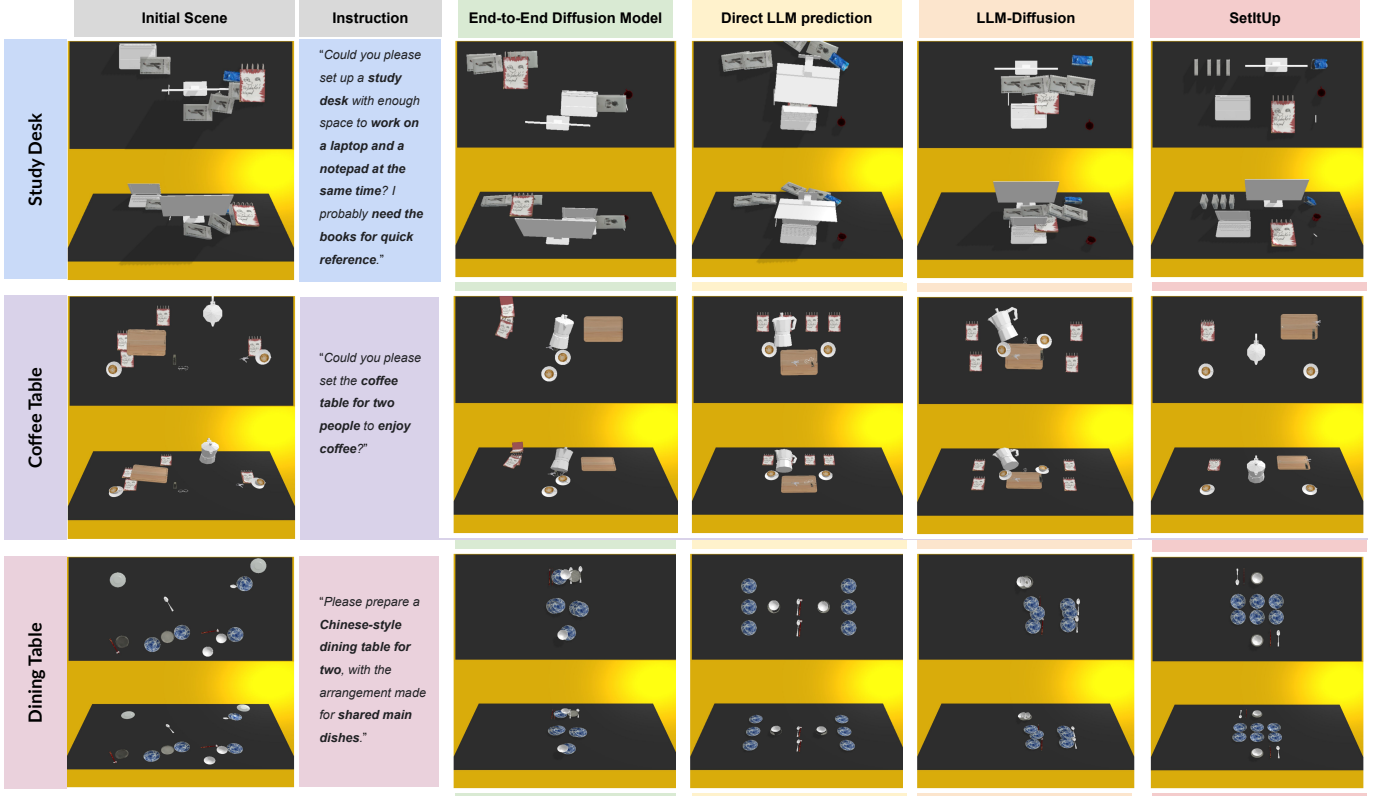 Initial Scene
Instruction
End-to-End Diffusion Model
Direct LLM prediction
LLM-Diffusion
SetItUp
Study Desk
"Could you please
set up a study
desk with enough
space to work on
a laptop and a
notepad at the
same time? I
probably need the
books for quick
reference."
Coffee Table
"Could you please
set the coffee
table for two
people to enjoy
coffee?"
Dining Table
"Please prepare a
Chinese-style
dining table for
two, with the
arrangement made
for shared main
dishes."